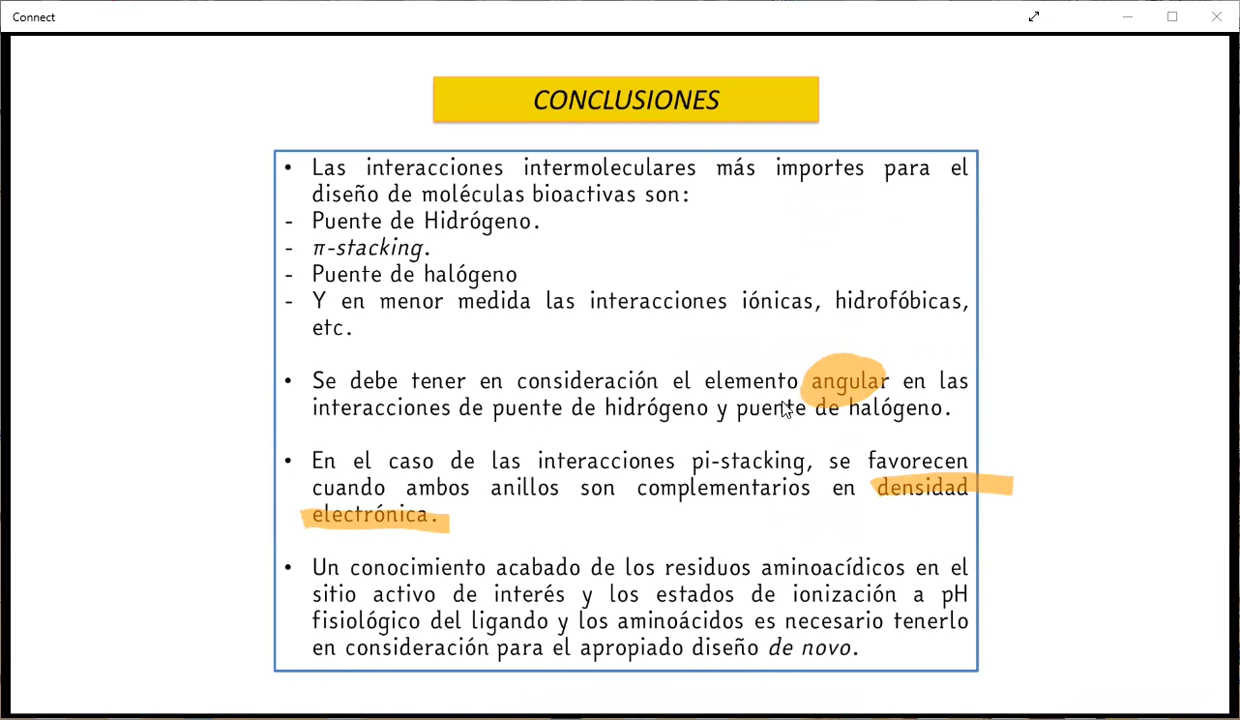 Connect
CONCLUSIONES
• Las interacciones intermoleculares más importes para el
diseño de moléculas bioactivas son:
- Puente de Hidrógeno.
- π-stacking.
- Puente de halógeno
- Y en menor medida las interacciones iónicas, hidrofóbicas,
etc.
• Se debe tener en consideración el elemento angular en las
interacciones de puente de hidrógeno y puente de halógeno.
• En el caso de las interacciones pi-stacking, se favorecen
cuando ambos anillos son complementarios en densidad
electrónica.
• Un conocimiento acabado de los residuos aminoacídicos en el
sitio activo de interés y los estados de ionización a pH
fisiológico del ligando y los aminoácidos es necesario tenerlo
en consideración para el apropiado diseño de novo.